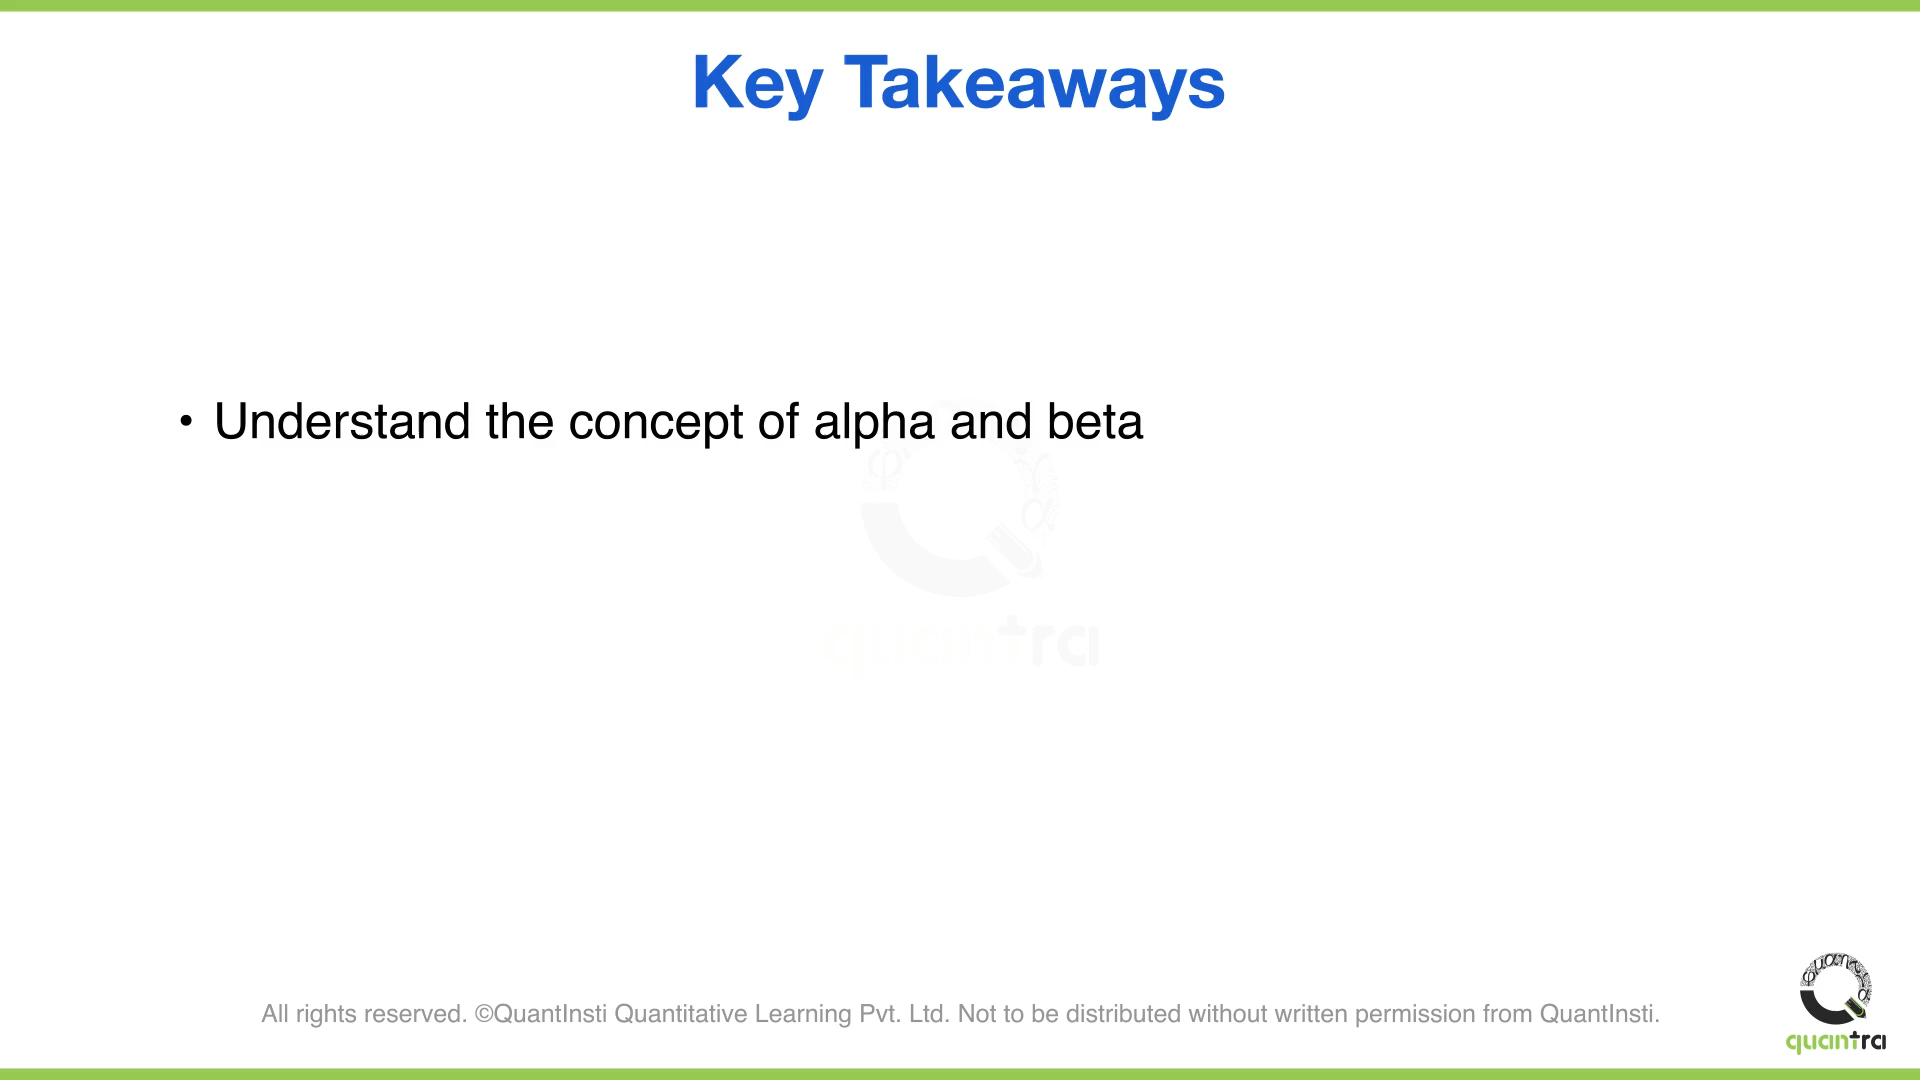 Key Takeaways
• Understand the concept of alpha and beta
quantra
All rights reserved. ©QuantInsti Quantitative Learning Pvt. Ltd. Not to be distributed without written permission from QuantInsti.
quantra